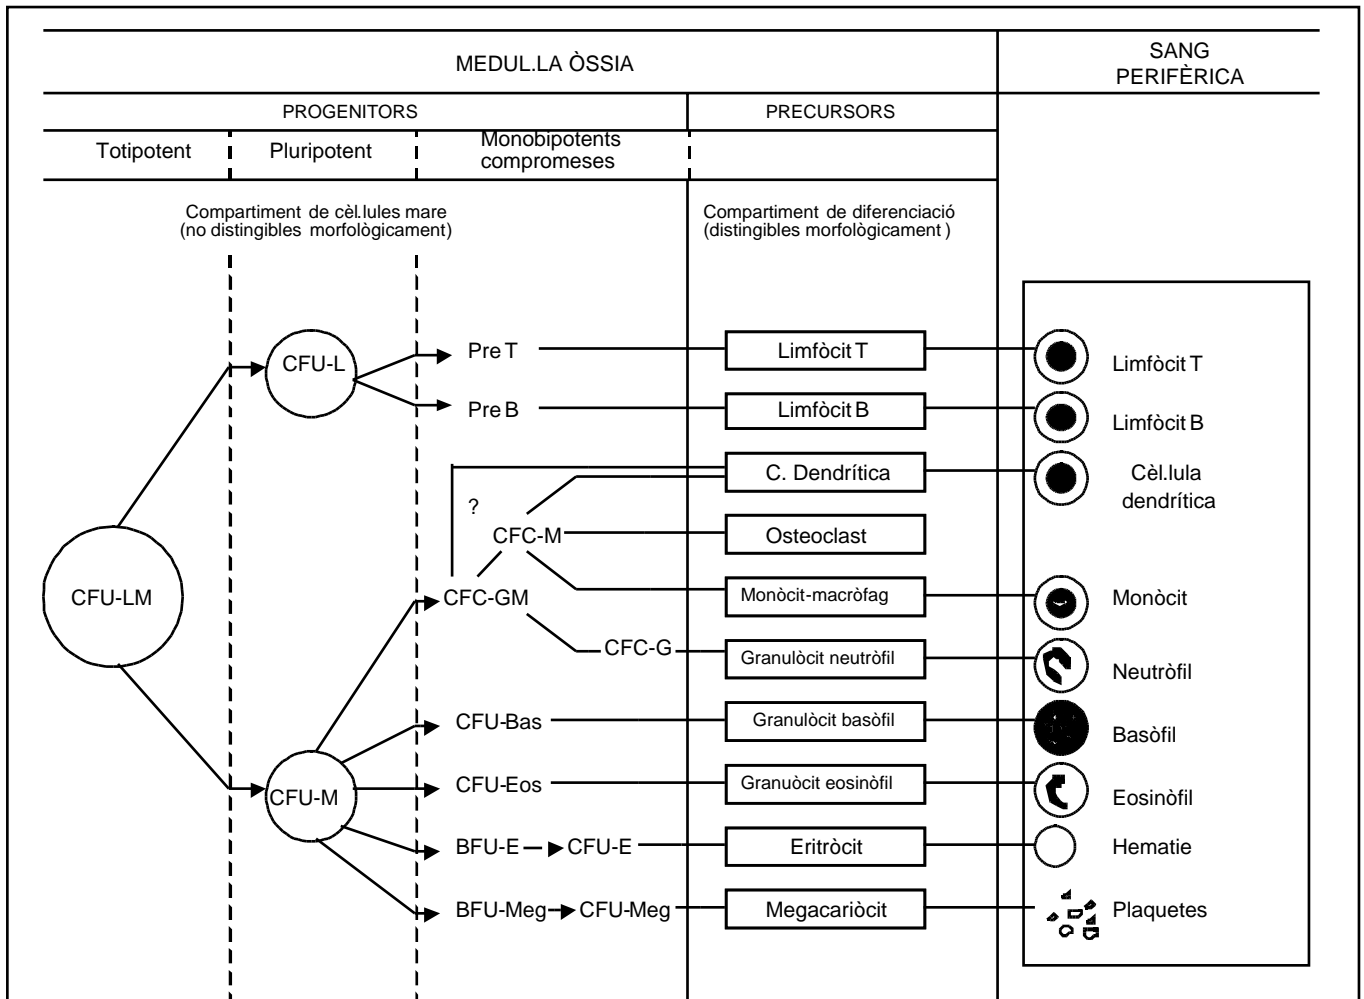 MEDUL.LA ÒSSIA
SANG
PERIFÈRICA
PROGENITORS
PRECURSORS
Totipotent
Pluripotent
Monobipotents
compromeses
Compartiment de cèl.lules mare
(no distingibles morfològicament)
Compartiment de diferenciació
(distingibles morfològicament )
CFU-L
Pre T
Limfòcit T
Limfòcit T
Pre B
Limfòcit B
Limfòcit B
C. Dendrítica
Cèl.lula
dendrítica
?
CFC-M
Osteoclast
CFU-LM
CFC-GM
Monòcit-macròfag
Monòcit
CFC-G
Granulòcit neutròfil
Neutròfil
CFU-Bas
Granulòcit basòfil
Basòfil
CFU-M
CFU-Eos
Granuòcit eosinòfil
Eosinòfil
BFU-E
CFU-E
Eritròcit
Hematie
BFU-Meg
CFU-Meg
Megacariòcit
Plaquetes